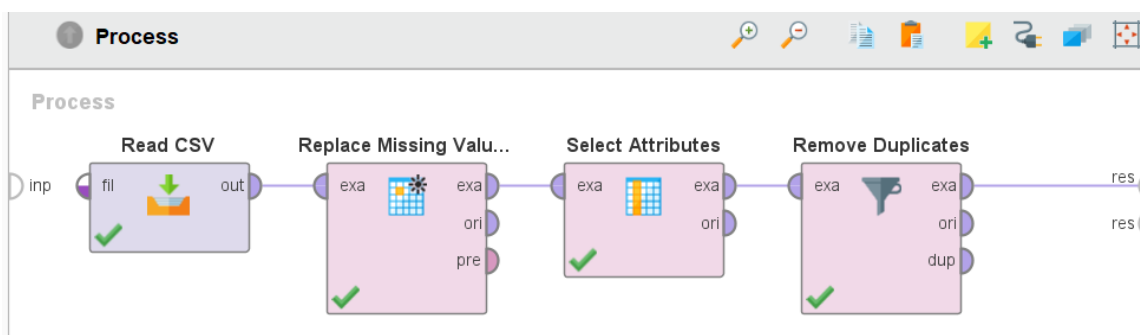 Process
Process
Read CSV
Replace Missing Valu...
Select Attributes
Remove Duplicates
inp
fil
out
exa
exa
ori
pre
exa
exa
ori
exa
exa
ori
dup
res
res